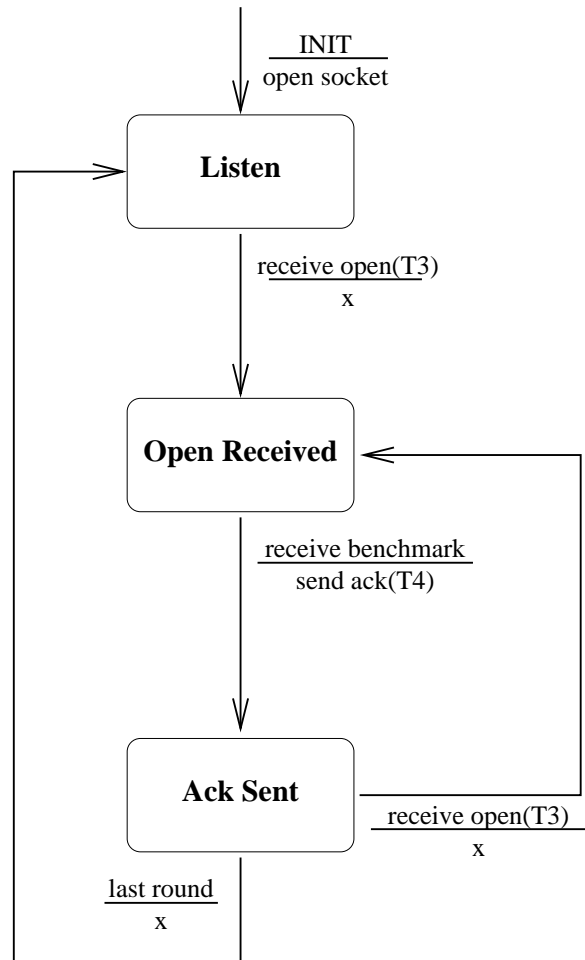 INIT
open socket
Listen
receive open(T3)
x
Open Received
receive benchmark
send ack(T4)
Ack Sent
receive open(T3)
x
last round
x